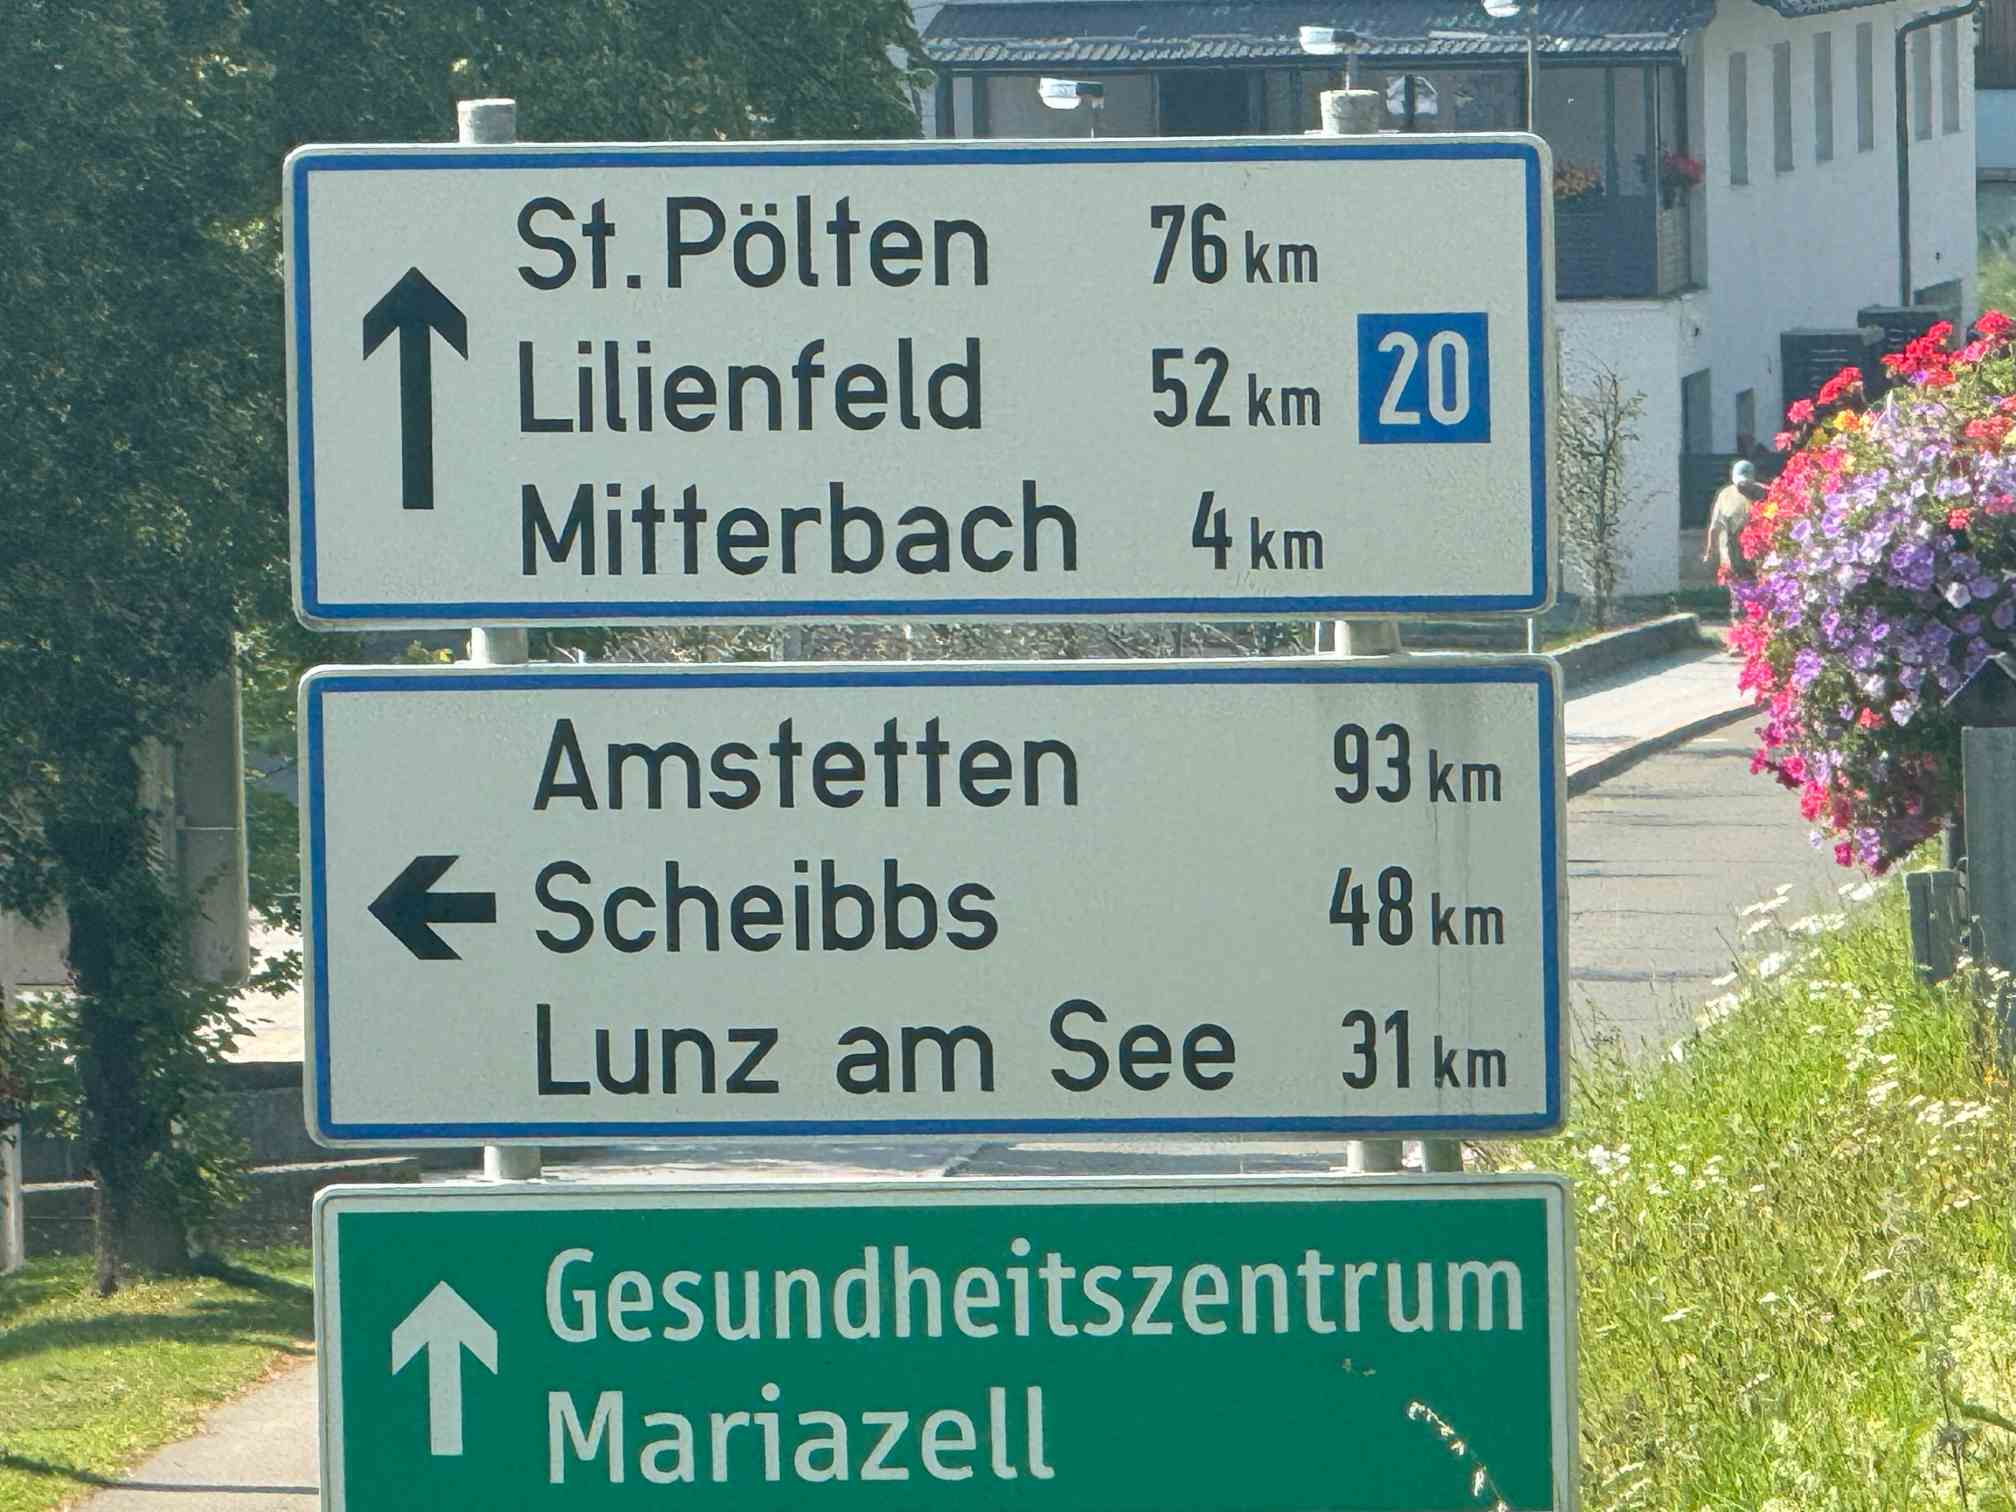 St. Pölten 76 km
Lilienfeld 52 km 20
Mitterbach 4 km
Amstetten 93 km
Scheibbs 48 km
Lunz am See 31 km
Gesundheitszentrum
Mariazell